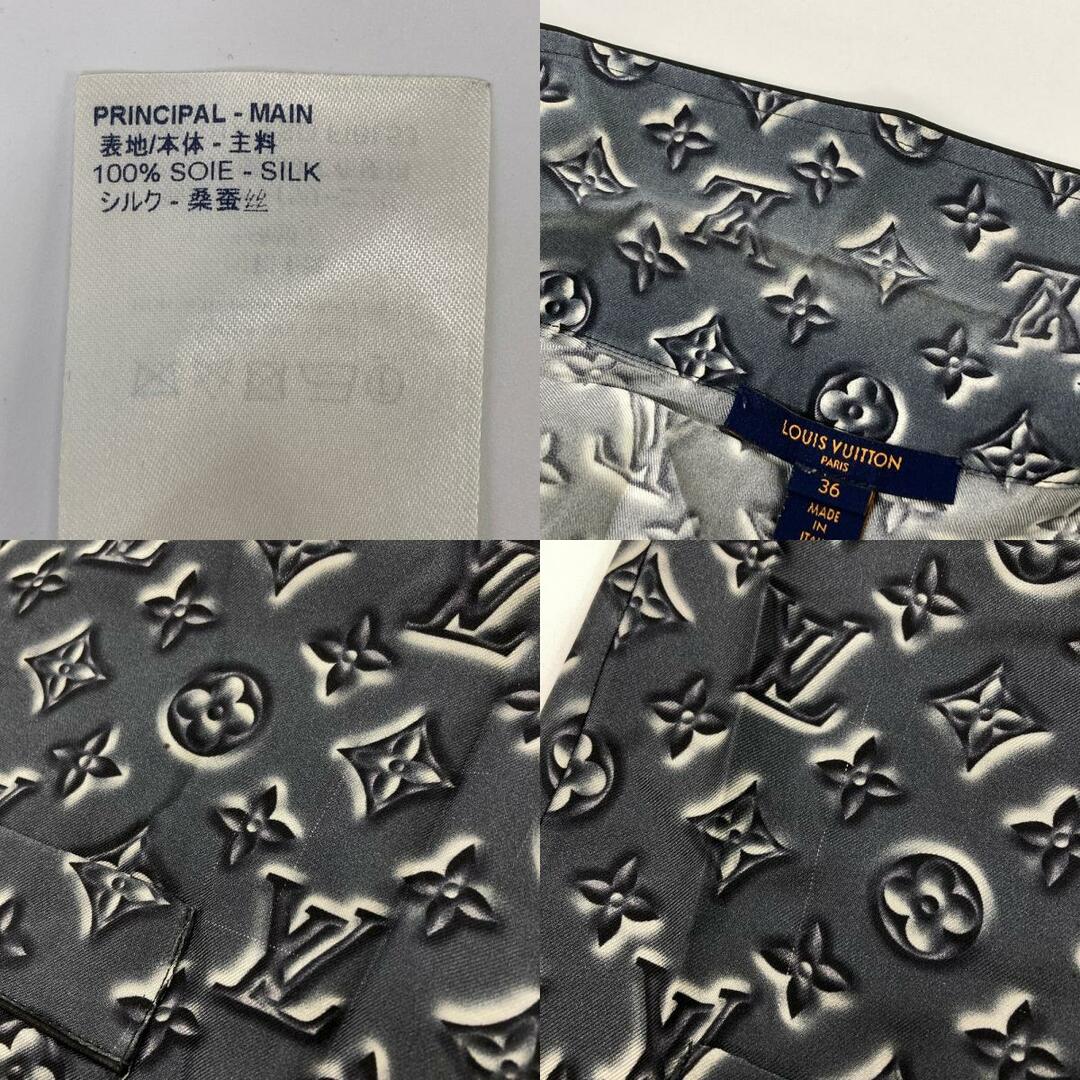 PRINCIPAL - MAIN
表地/本体 - 主料
100% SOIE - SILK
シルク - 桑蚕丝
LOUIS VUITTON
PARIS
36
MADE
IN